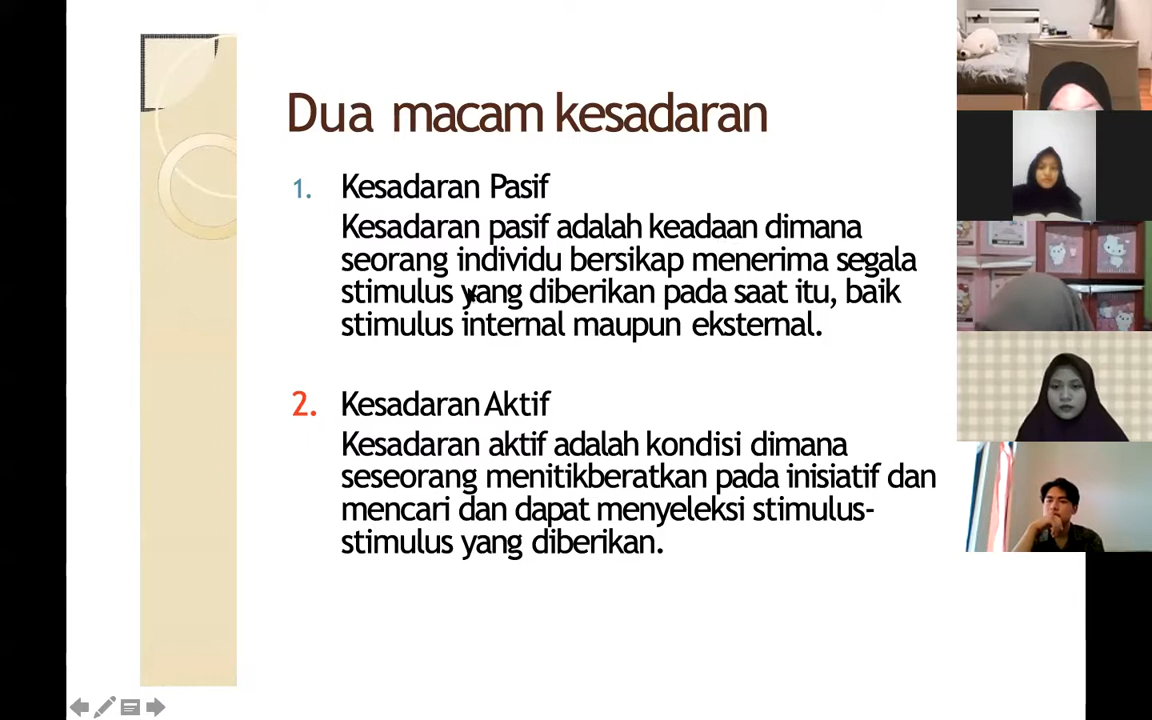 Dua macam kesadaran
1. Kesadaran Pasif
Kesadaran pasif adalah keadaan dimana
seorang individu bersikap menerima segala
stimulus yang diberikan pada saat itu, baik
stimulus internal maupun eksternal.
2. Kesadaran Aktif
Kesadaran aktif adalah kondisi dimana
seseorang menitikberatkan pada inisiatif dan
mencari dan dapat menyeleksi stimulus-
stimulus yang diberikan.